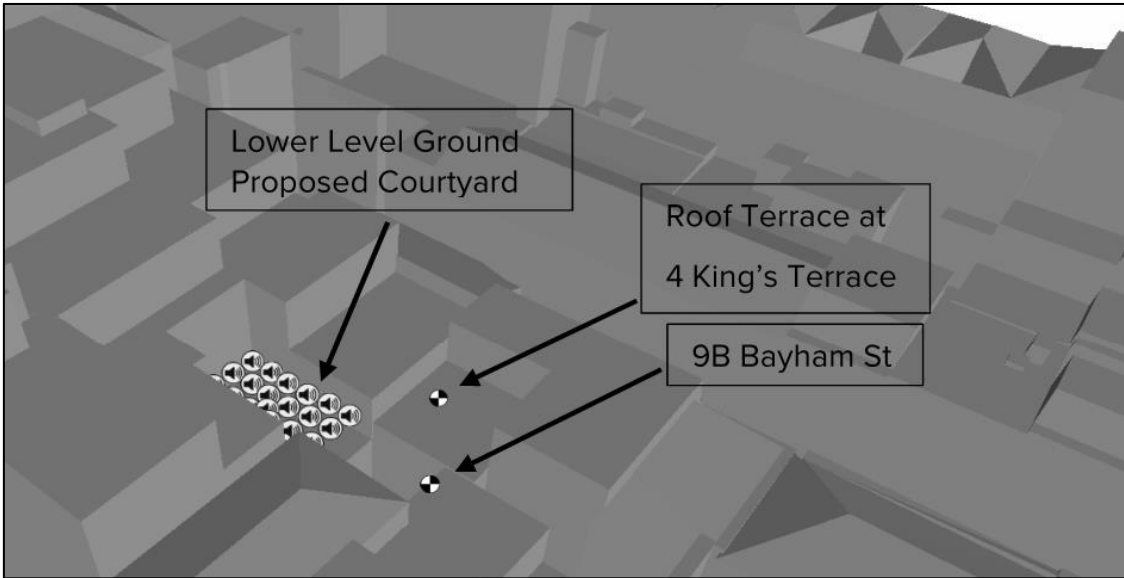 Lower Level Ground
Proposed Courtyard
Roof Terrace at
4 King’s Terrace
9B Bayham St